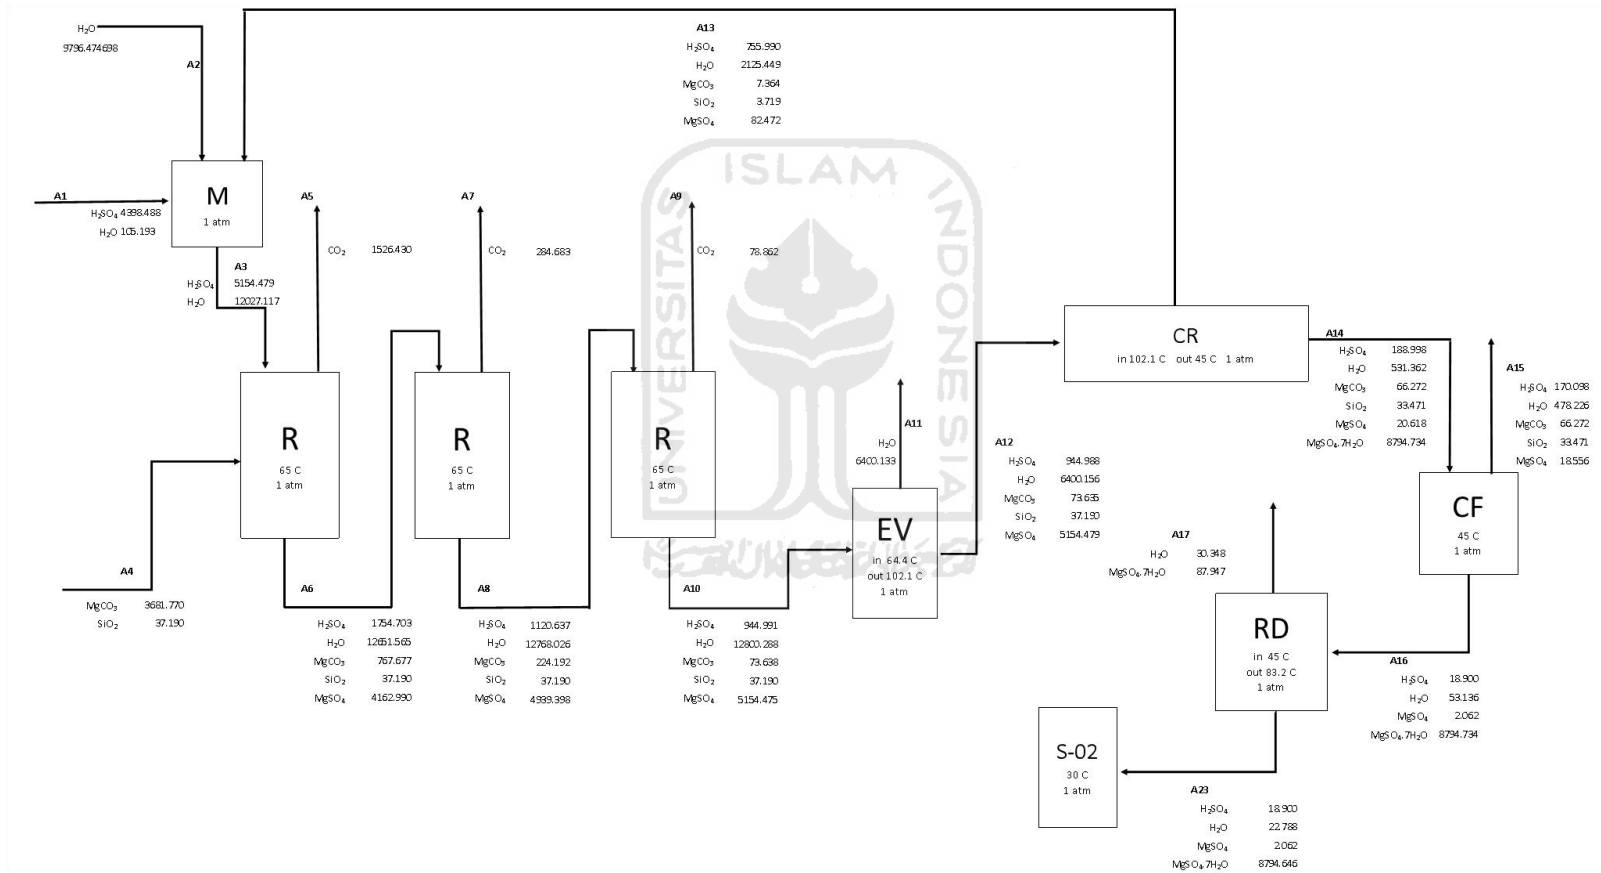 H₂O
9796.474698
A2
A13
H₂SO₄ 755.990
H₂O 2125.449
MgCO₃ 7.364
SiO₂ 3.719
MgSO₄ 82.472
UNIVERSITAS ISLAM INDONESIA
A1
H₂SO₄ 4398.488
H₂O 105.193
M
1 atm
A3
H₂SO₄ 5154.479
H₂O 12027.117
A5
CO₂ 1526.430
A7
CO₂ 284.683
A9
CO₂ 78.862
R
65 C
1 atm
R
65 C
1 atm
R
65 C
1 atm
A4
MgCO₃ 3681.770
SiO₂ 37.190
A6
H₂SO₄ 1754.703
H₂O 12651.565
MgCO₃ 767.677
SiO₂ 37.190
MgSO₄ 4162.990
A8
H₂SO₄ 1120.637
H₂O 12768.026
MgCO₃ 224.192
SiO₂ 37.190
MgSO₄ 4939.398
A10
H₂SO₄ 944.991
H₂O 12800.288
MgCO₃ 73.638
SiO₂ 37.190
MgSO₄ 5154.475
A11
H₂O
6400.133
EV
in 64.4 C
out 102.1 C
1 atm
A12
H₂SO₄ 944.988
H₂O 6400.156
MgCO₃ 73.635
SiO₂ 37.190
MgSO₄ 5154.479
CR
in 102.1 C out 45 C 1 atm
A14
H₂SO₄ 188.998
H₂O 531.362
MgCO₃ 66.272
SiO₂ 33.471
MgSO₄ 20.618
MgSO₄.7H₂O 8794.734
A15
H₂SO₄ 170.098
H₂O 478.226
MgCO₃ 66.272
SiO₂ 33.471
MgSO₄ 18.556
CF
45 C
1 atm
A17
H₂O 30.348
MgSO₄.7H₂O 87.947
RD
in 45 C
out 83.2 C
1 atm
A16
H₂SO₄ 18.900
H₂O 53.136
MgSO₄ 2.062
MgSO₄.7H₂O 8794.734
S-02
30 C
1 atm
A23
H₂SO₄ 18.900
H₂O 22.788
MgSO₄ 2.062
MgSO₄.7H₂O 8794.646